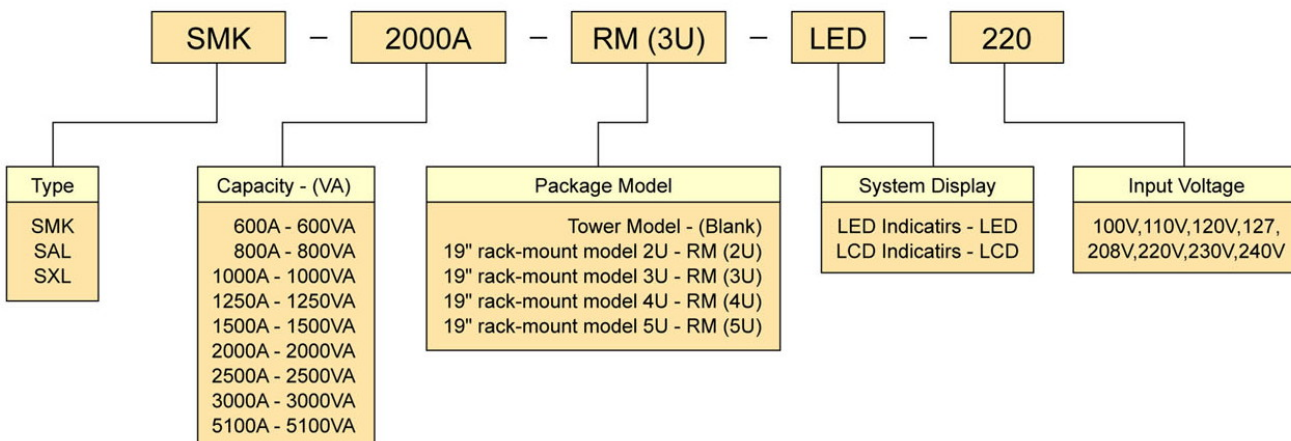 SMK – 2000A – RM (3U) – LED – 220
Type
SMK
SAL
SXL
Capacity - (VA)
600A - 600VA
800A - 800VA
1000A - 1000VA
1250A - 1250VA
1500A - 1500VA
2000A - 2000VA
2500A - 2500VA
3000A - 3000VA
5100A - 5100VA
Package Model
Tower Model - (Blank)
19" rack-mount model 2U - RM (2U)
19" rack-mount model 3U - RM (3U)
19" rack-mount model 4U - RM (4U)
19" rack-mount model 5U - RM (5U)
System Display
LED Indicatirs - LED
LCD Indicatirs - LCD
Input Voltage
100V,110V,120V,127,
208V,220V,230V,240V